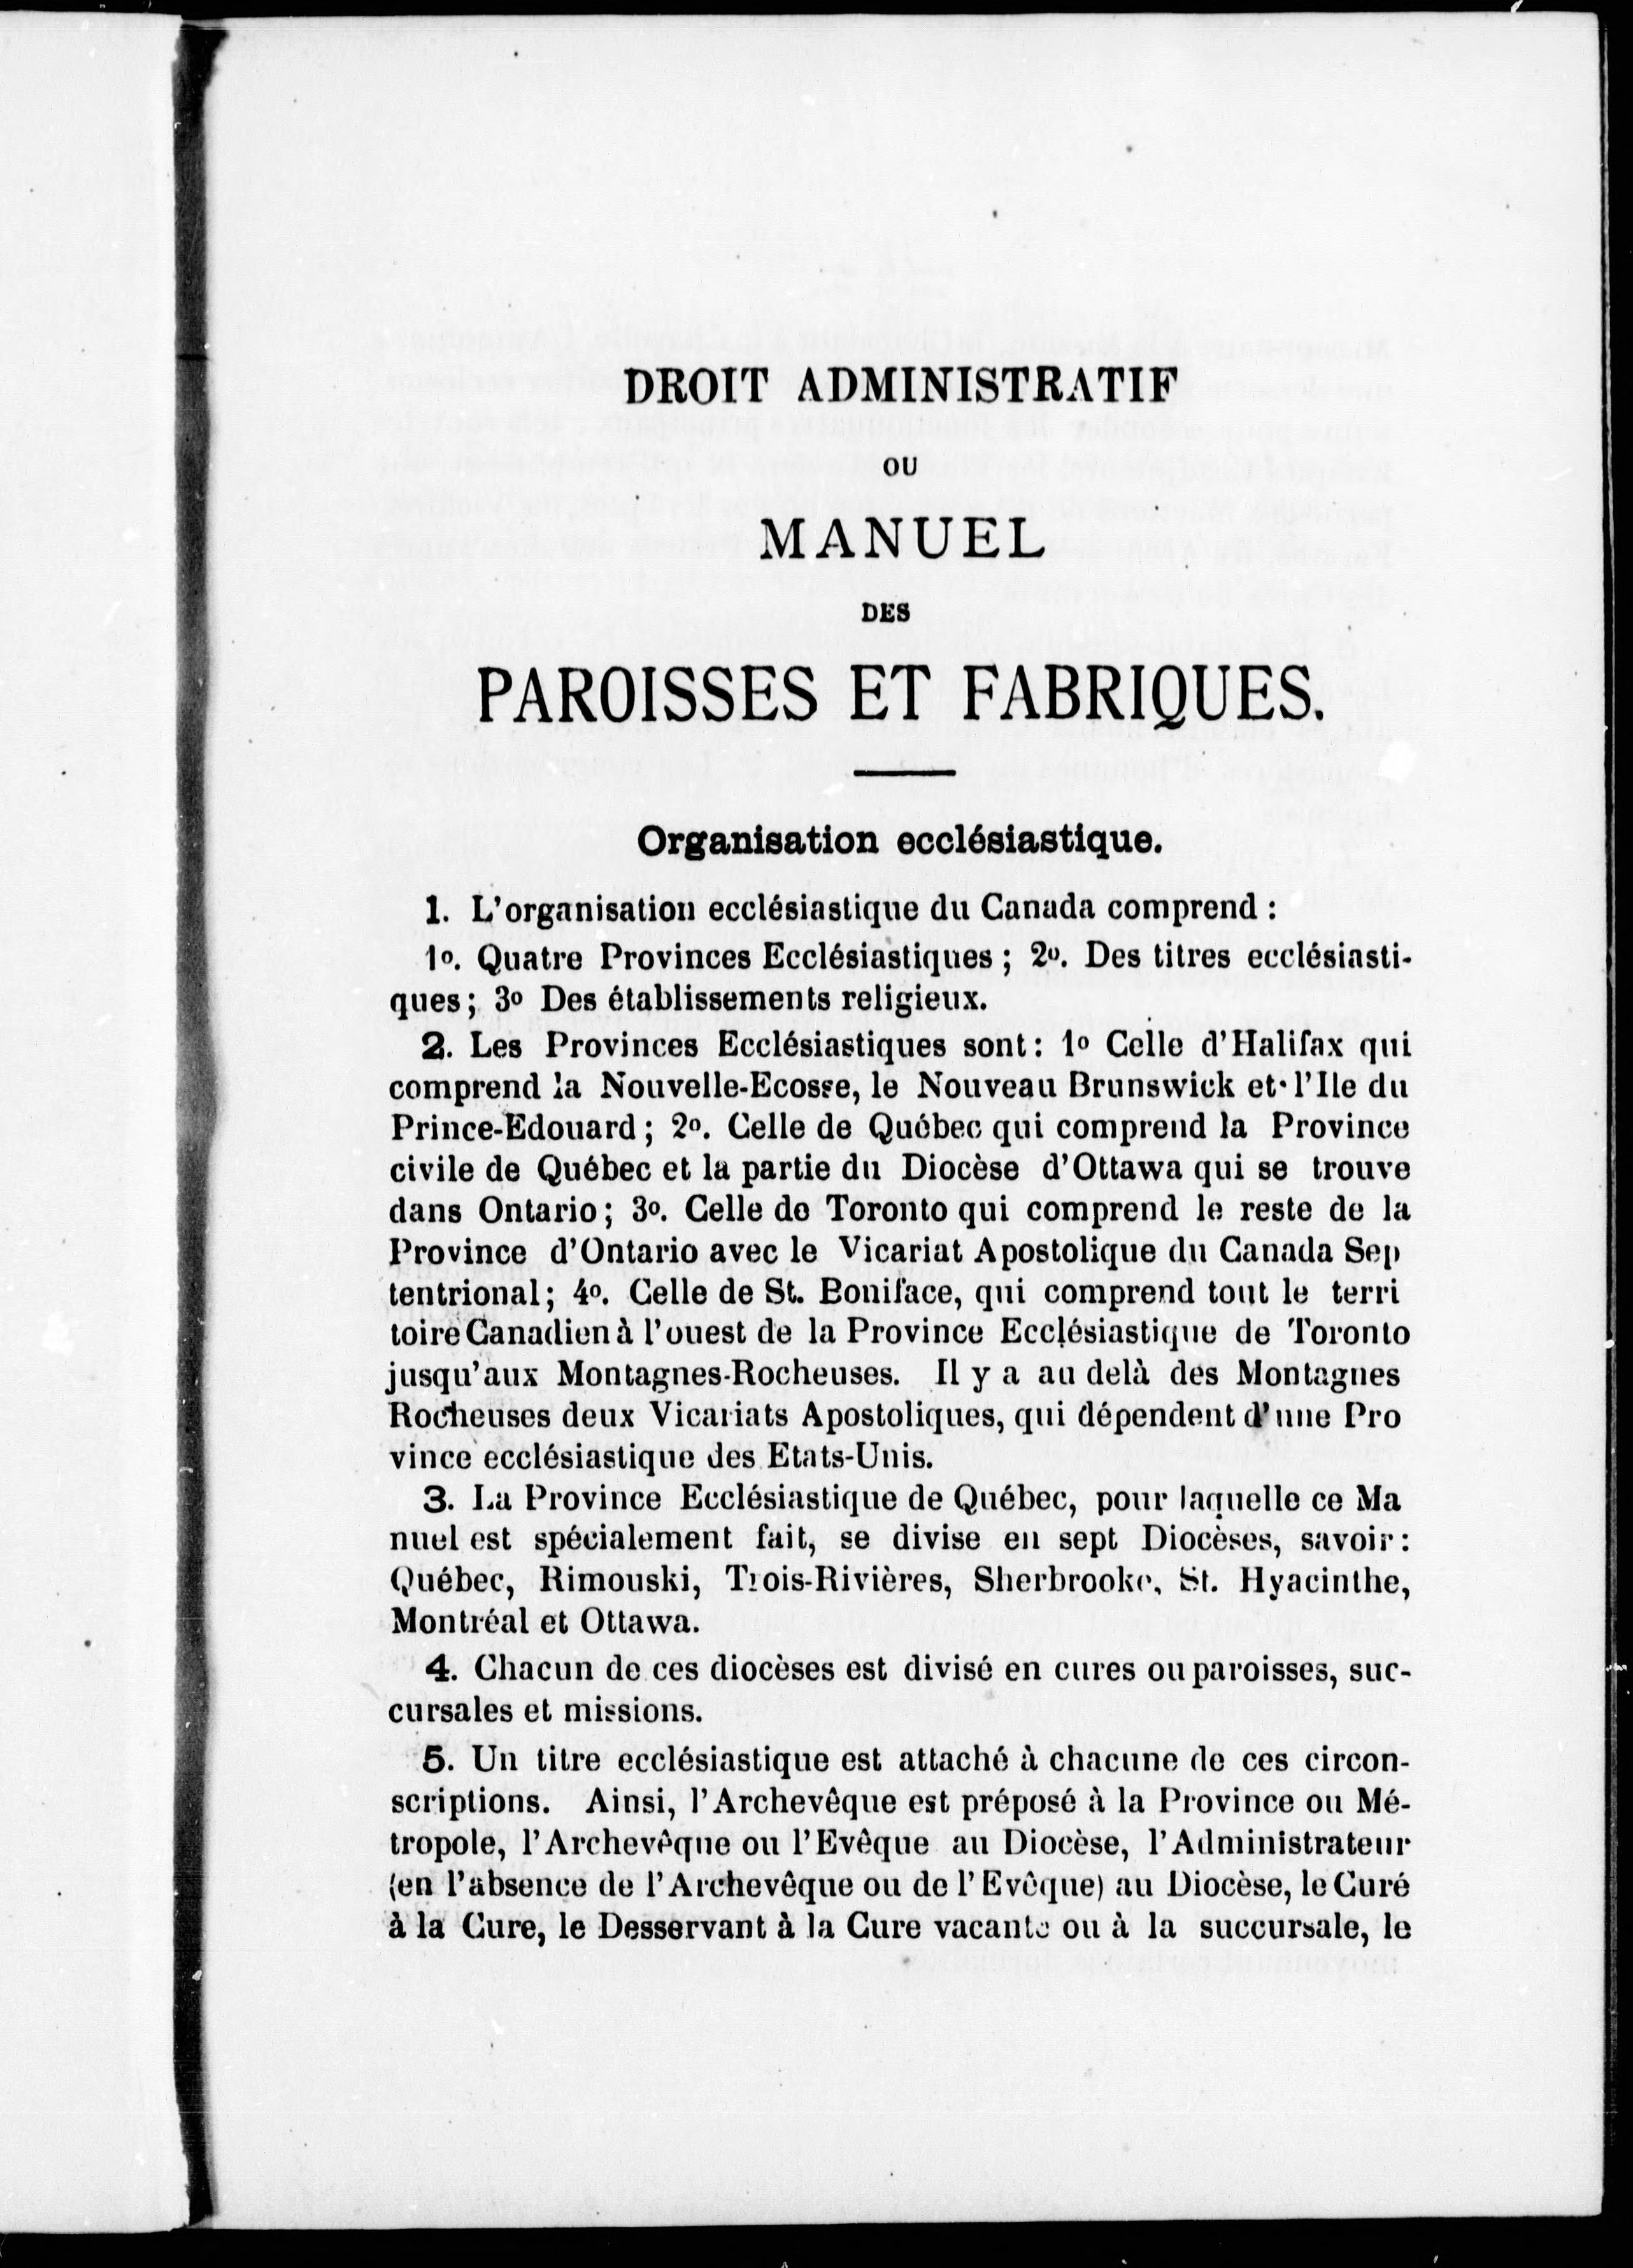 DROIT ADMINISTRATIF
OU
MANUEL
DES
PAROISSES ET FABRIQUES.
Organisation ecclésiastique.
1. L'organisation ecclésiastique du Canada comprend :
1o. Quatre Provinces Ecclésiastiques ; 2o. Des titres ecclésiasti-
ques ; 3o Des établissements religieux.
2. Les Provinces Ecclésiastiques sont : 1o Celle d'Halifax qui
comprend la Nouvelle-Ecosse, le Nouveau Brunswick et l'Ile du
Prince-Edouard ; 2o. Celle de Québec qui comprend la Province
civile de Québec et la partie du Diocèse d'Ottawa qui se trouve
dans Ontario ; 3o. Celle de Toronto qui comprend le reste de la
Province d'Ontario avec le Vicariat Apostolique du Canada Sep
tentrional ; 4o. Celle de St. Boniface, qui comprend tout le terri
toire Canadien à l'ouest de la Province Ecclésiastique de Toronto
jusqu'aux Montagnes-Rocheuses. Il y a au delà des Montagnes
Rocheuses deux Vicariats Apostoliques, qui dépendent d'une Pro
vince ecclésiastique des Etats-Unis.
3. La Province Ecclésiastique de Québec, pour laquelle ce Ma
nuel est spécialement fait, se divise en sept Diocèses, savoir :
Québec, Rimouski, Trois-Rivières, Sherbrooke, St. Hyacinthe,
Montréal et Ottawa.
4. Chacun de ces diocèses est divisé en cures ou paroisses, suc-
cursales et missions.
5. Un titre ecclésiastique est attaché à chacune de ces circon-
scriptions. Ainsi, l'Archevêque est préposé à la Province ou Mé-
tropole, l'Archevêque ou l'Evêque au Diocèse, l'Administrateur
(en l'absence de l'Archevêque ou de l'Evêque) au Diocèse, le Curé
à la Cure, le Desservant à la Cure vacante ou à la succursale, le